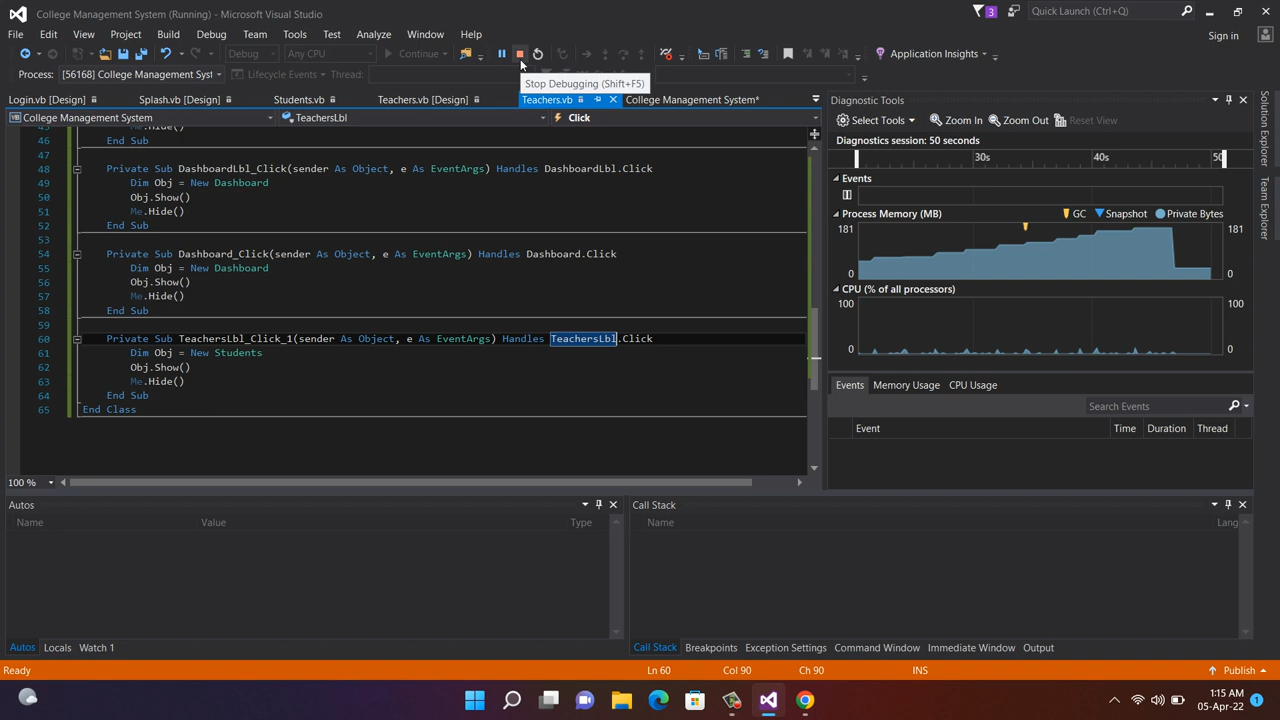 College Management System (Running) - Microsoft Visual Studio
3
Quick Launch (Ctrl+Q)
File Edit View Project Build Debug Team Tools Test Analyze Window Help
Sign in
Debug Any CPU Continue Application Insights
Process: [56168] College Management Syst Lifecycle Events Thread:
Stop Debugging (Shift+F5)
Login.vb [Design] Splash.vb [Design] Students.vb Teachers.vb [Design] Teachers.vb College Management System*
College Management System TeachersLbl Click
45 Me.Hide()
46 End Sub
47
48 Private Sub DashboardLbl_Click(sender As Object, e As EventArgs) Handles DashboardLbl.Click
49 Dim Obj = New Dashboard
50 Obj.Show()
51 Me.Hide()
52 End Sub
53
54 Private Sub Dashboard_Click(sender As Object, e As EventArgs) Handles Dashboard.Click
55 Dim Obj = New Dashboard
56 Obj.Show()
57 Me.Hide()
58 End Sub
59
60 Private Sub TeachersLbl_Click_1(sender As Object, e As EventArgs) Handles TeachersLbl.Click
61 Dim Obj = New Students
62 Obj.Show()
63 Me.Hide()
64 End Sub
65 End Class
100 %
Diagnostic Tools
Select Tools Zoom In Zoom Out Reset View
Diagnostics session: 50 seconds
30s 40s 50
Events
Process Memory (MB) GC Snapshot Private Bytes
181 181
0 0
CPU (% of all processors)
100 100
0 0
Events Memory Usage CPU Usage
Search Events
Event Time Duration Thread
Solution Explorer
Team Explorer
Autos
Name Value Type
Autos Locals Watch 1
Call Stack
Name Lang
Call Stack Breakpoints Exception Settings Command Window Immediate Window Output
Ready Ln 60 Col 90 Ch 90 INS Publish
1:15 AM
05-Apr-22
1